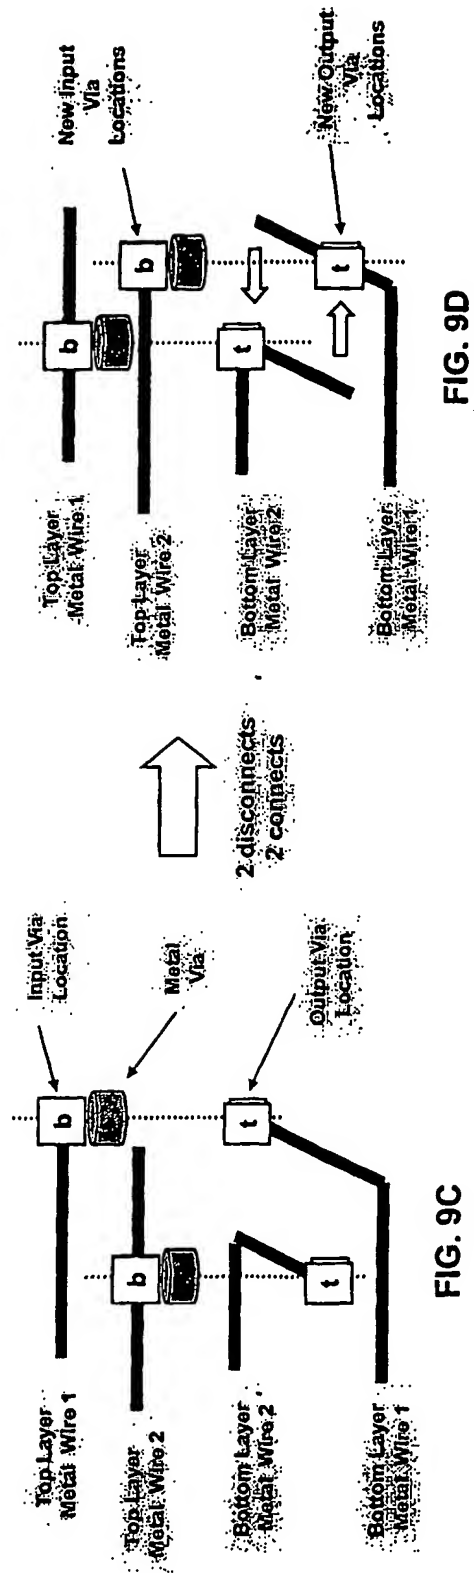 Input Via
Location
Metal
Via
Output Via
Location
Top Layer
Metal Wire 1
Top Layer
Metal Wire 2
Bottom Layer
Metal Wire 2
Bottom Layer
Metal Wire 1
b
b
t
t
FIG. 9C
2 disconnects
2 connects
New Input
Via
Locations
New Output
Via
Locations
Top Layer
Metal Wire 1
Top Layer
Metal Wire 2
Bottom Layer
Metal Wire 2
Bottom Layer
Metal Wire 1
b
b
t
t
FIG. 9D